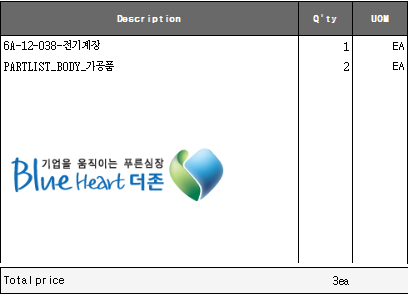 Description Q'ty UOM
6A-12-038-전기계장 1 EA
PARTLIST_BODY_가공품 2 EA
기업을 움직이는 푸른심장
Blue Heart 더존
Total price 3ea